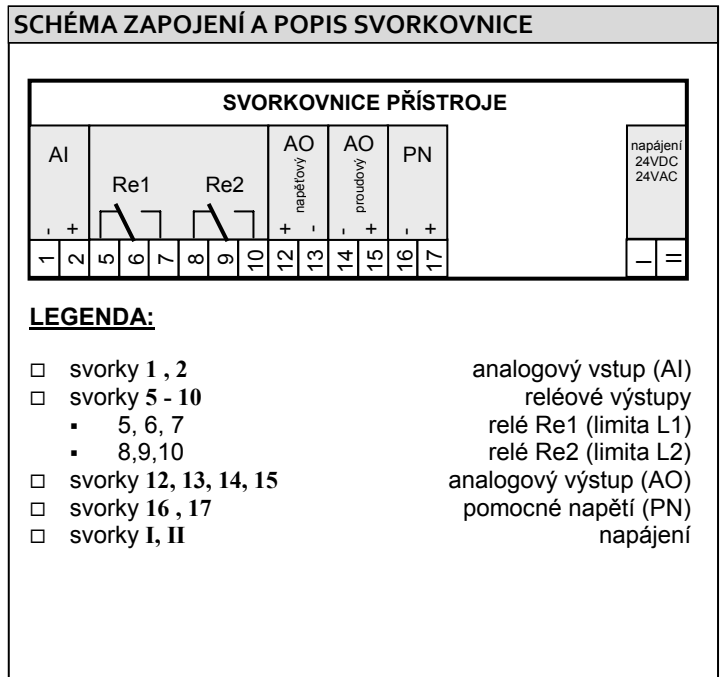 SCHÉMA ZAPOJENÍ A POPIS SVORKOVNICE
SVORKOVNICE PŘÍSTROJE
AI
Re1
Re2
AO
napěťový
AO
proudový
PN
napájení
24VDC
24VAC
- + + - - + - +
1 2 5 6 7 8 9 10 12 13 14 15 16 17 I II
LEGENDA:
□ svorky 1 , 2 analogový vstup (AI)
□ svorky 5 - 10 reléové výstupy
▪ 5, 6, 7 relé Re1 (limita L1)
▪ 8,9,10 relé Re2 (limita L2)
□ svorky 12, 13, 14, 15 analogový výstup (AO)
□ svorky 16 , 17 pomocné napětí (PN)
□ svorky I, II napájení